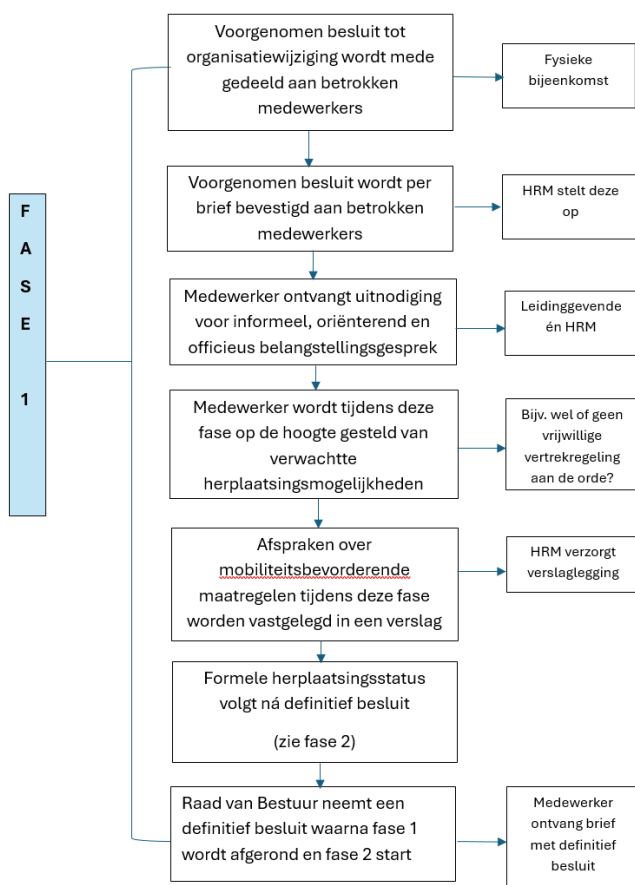 Voorgenomen besluit tot
organisatiewijziging wordt mede
gedeeld aan betrokken
medewerkers
Fysieke
bijeenkomst
Voorgenomen besluit wordt per
brief bevestigd aan betrokken
medewerkers
HRM stelt deze
op
F
A
S
E
1
Medewerker ontvangt uitnodiging
voor informeel, oriënterend en
officieus belangstellingsgesprek
Leidinggevende
én HRM
Medewerker wordt tijdens deze
fase op de hoogte gesteld van
verwachtte
herplaatsingsmogelijkheden
Bijv. wel of geen
vrijwillige
vertrekregeling
aan de orde?
Afspraken over
mobiliteitsbevorderende
maatregelen tijdens deze fase
worden vastgelegd in een verslag
HRM verzorgt
verslaglegging
Formele herplaatsingsstatus
volgt ná definitief besluit
(zie fase 2)
Raad van Bestuur neemt een
definitief besluit waarna fase 1
wordt afgerond en fase 2 start
Medewerker
ontvang brief
met definitief
besluit